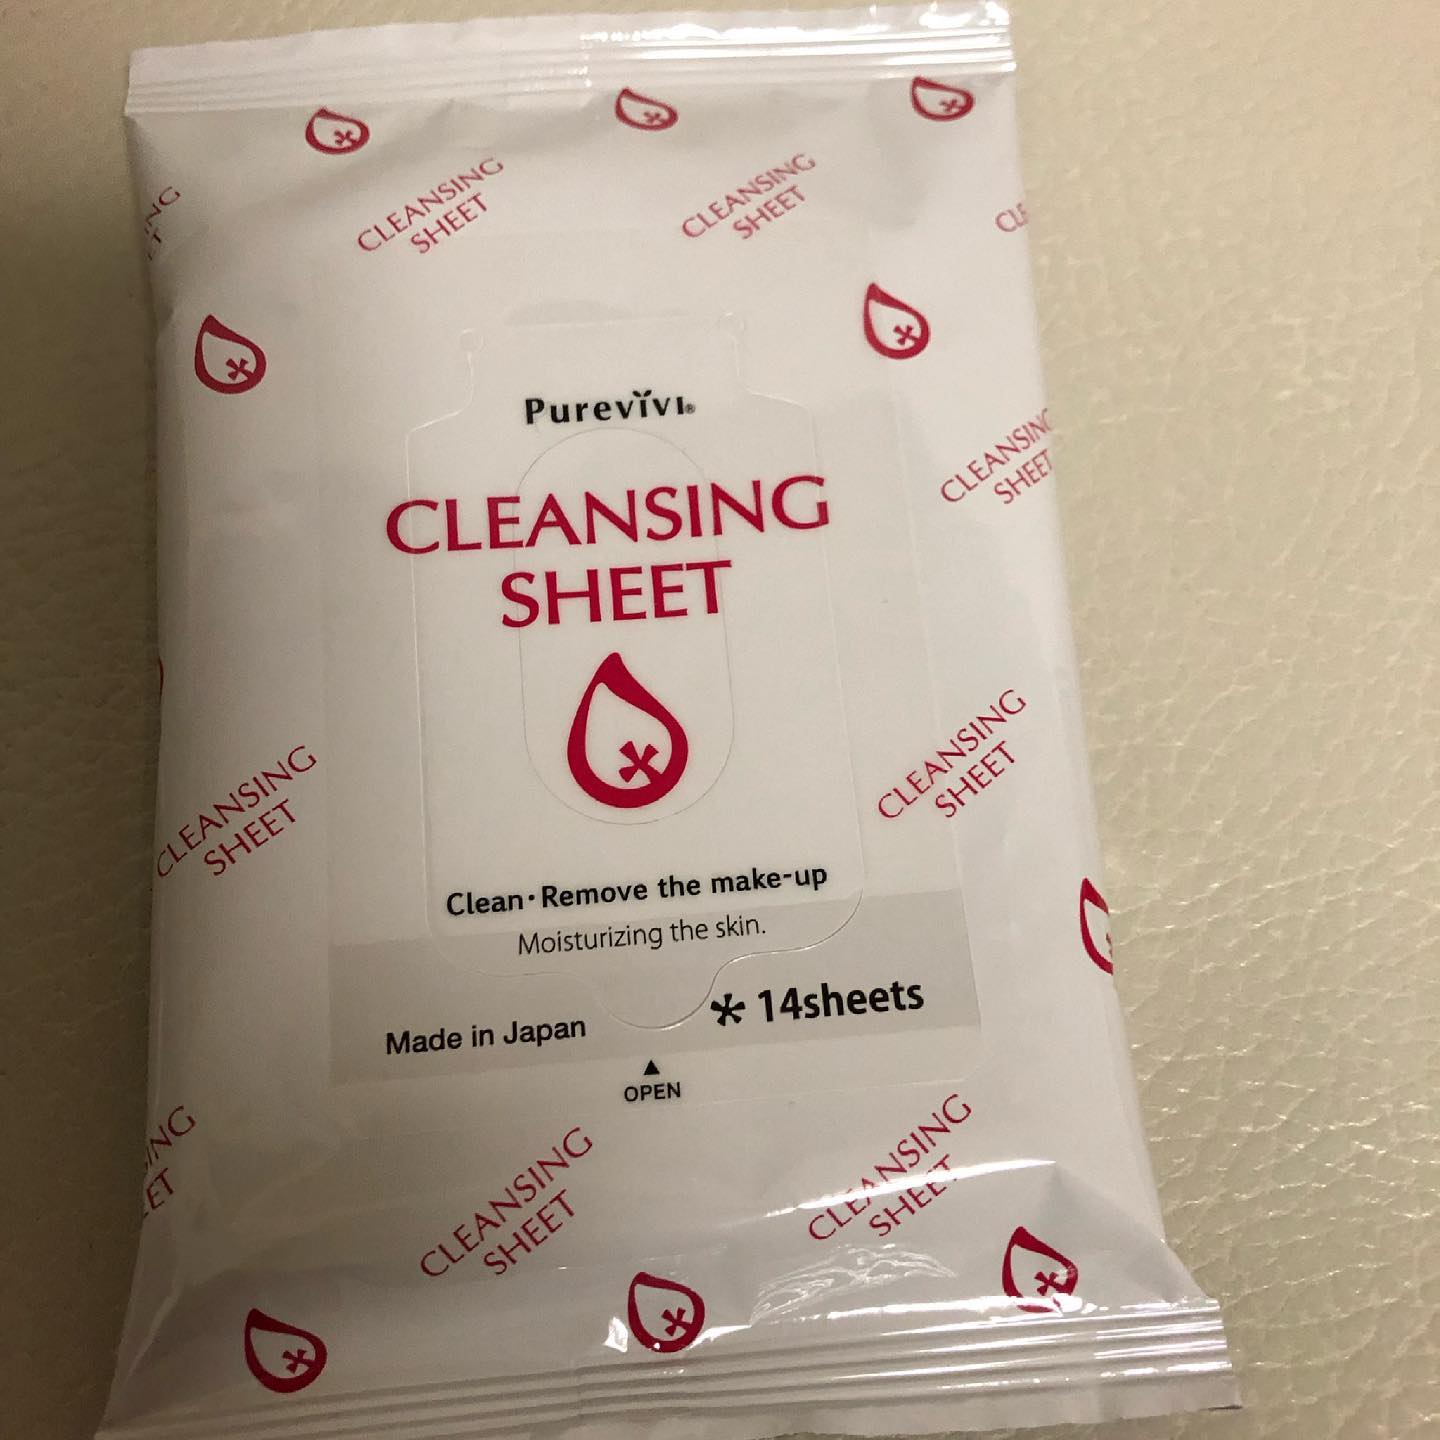 CLEANSING
SHEET
CLEANSING
SHEET
Purevivi®
CLEANSING
SHEET
CLEANSING
SHEET
CLEANSING
SHEET
CLEANSING
SHEET
Clean・Remove the make-up
Moisturizing the skin.
Made in Japan
* 14sheets
▲
OPEN
CLEANSING
SHEET
CLEANSING
SHEET